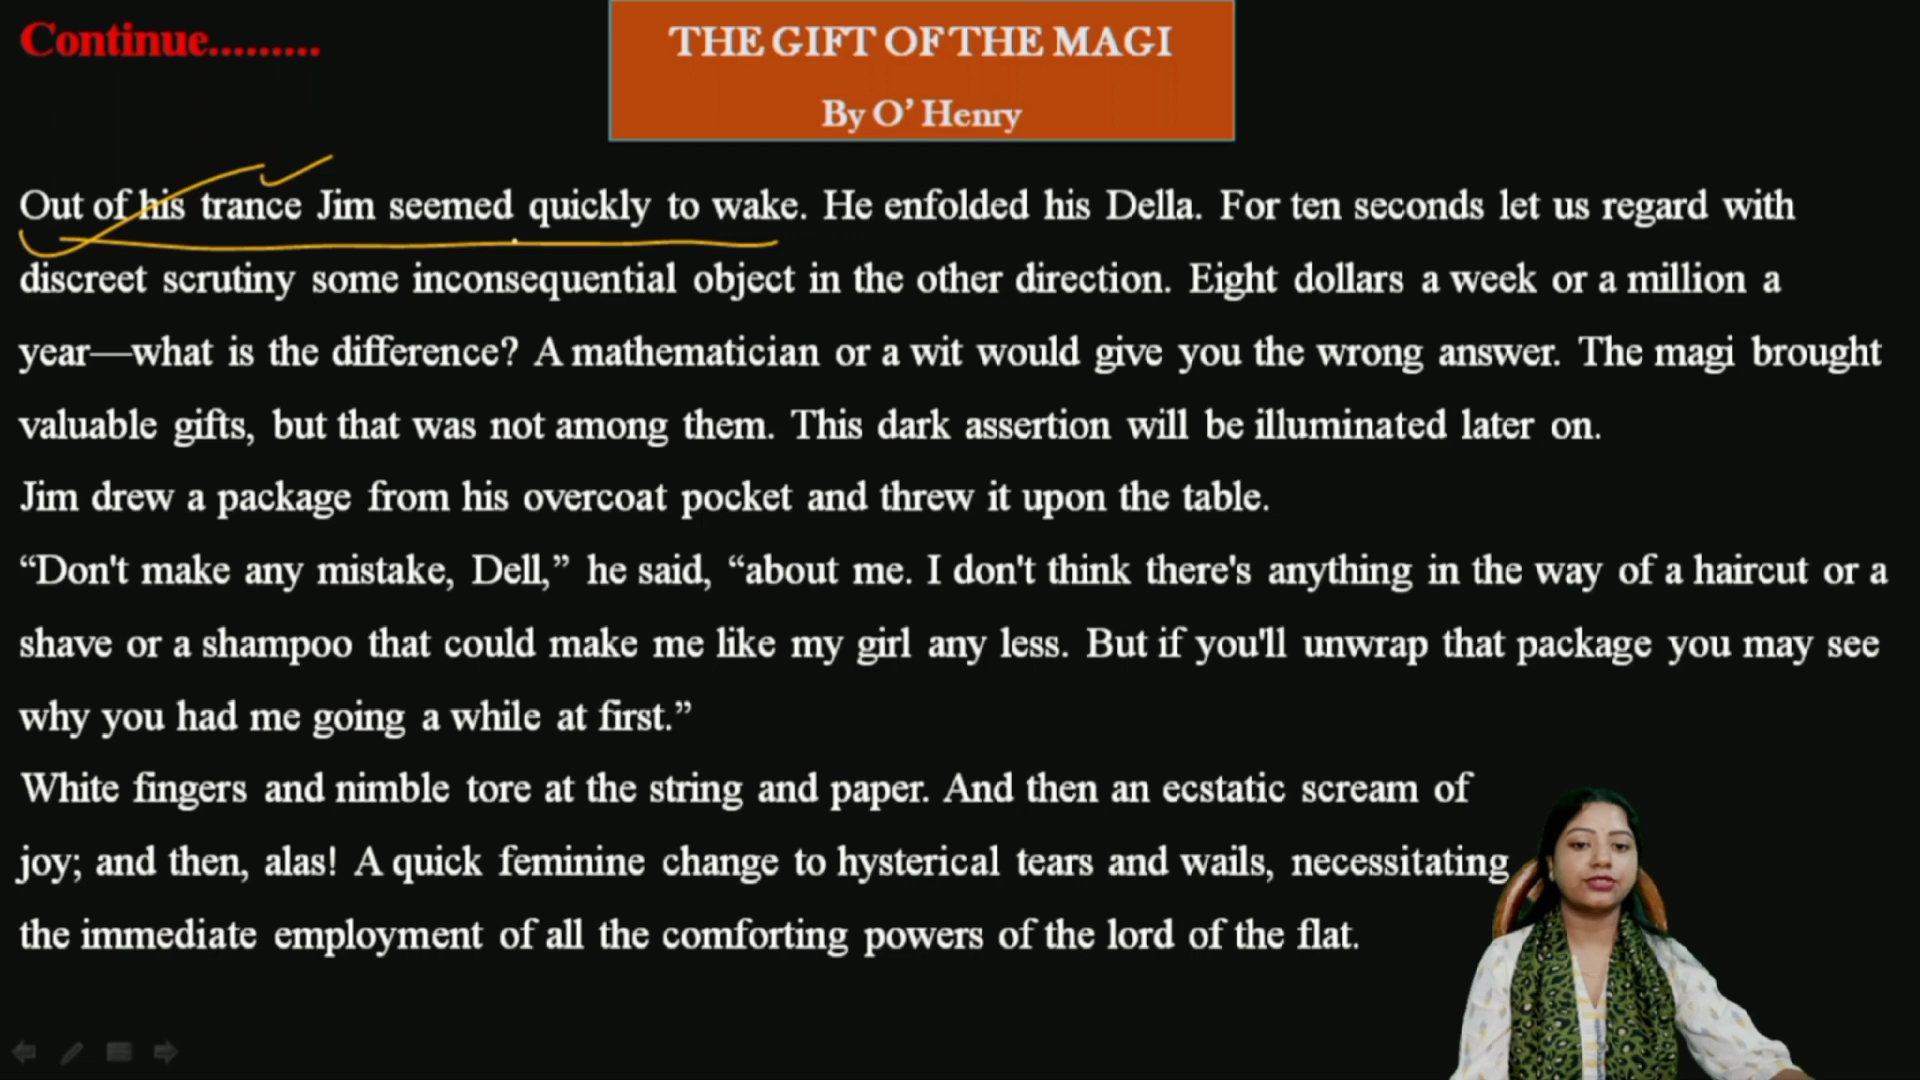 Continue.........
THE GIFT OF THE MAGI
By O’ Henry
Out of his trance Jim seemed quickly to wake. He enfolded his Della. For ten seconds let us regard with
discreet scrutiny some inconsequential object in the other direction. Eight dollars a week or a million a
year—what is the difference? A mathematician or a wit would give you the wrong answer. The magi brought
valuable gifts, but that was not among them. This dark assertion will be illuminated later on.
Jim drew a package from his overcoat pocket and threw it upon the table.
“Don't make any mistake, Dell,” he said, “about me. I don't think there's anything in the way of a haircut or a
shave or a shampoo that could make me like my girl any less. But if you'll unwrap that package you may see
why you had me going a while at first.”
White fingers and nimble tore at the string and paper. And then an ecstatic scream of
joy; and then, alas! A quick feminine change to hysterical tears and wails, necessitating
the immediate employment of all the comforting powers of the lord of the flat.